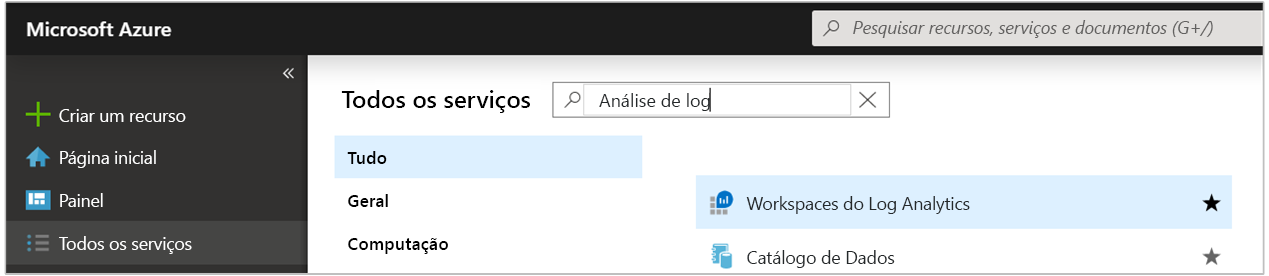 Microsoft Azure
Pesquisar recursos, serviços e documentos (G+/)
«
Criar um recurso
Página inicial
Painel
Todos os serviços
Todos os serviços
Análise de log
Tudo
Geral
Computação
Workspaces do Log Analytics
Catálogo de Dados